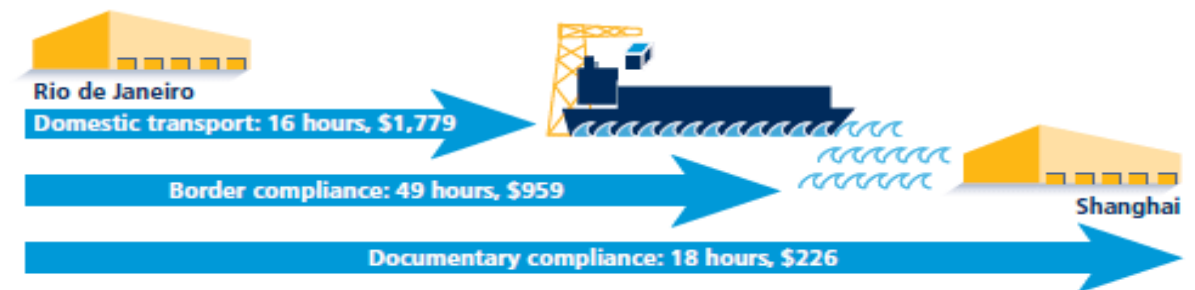 Rio de Janeiro
Domestic transport: 16 hours, $1,779
Border compliance: 49 hours, $959
Shanghai
Documentary compliance: 18 hours, $226